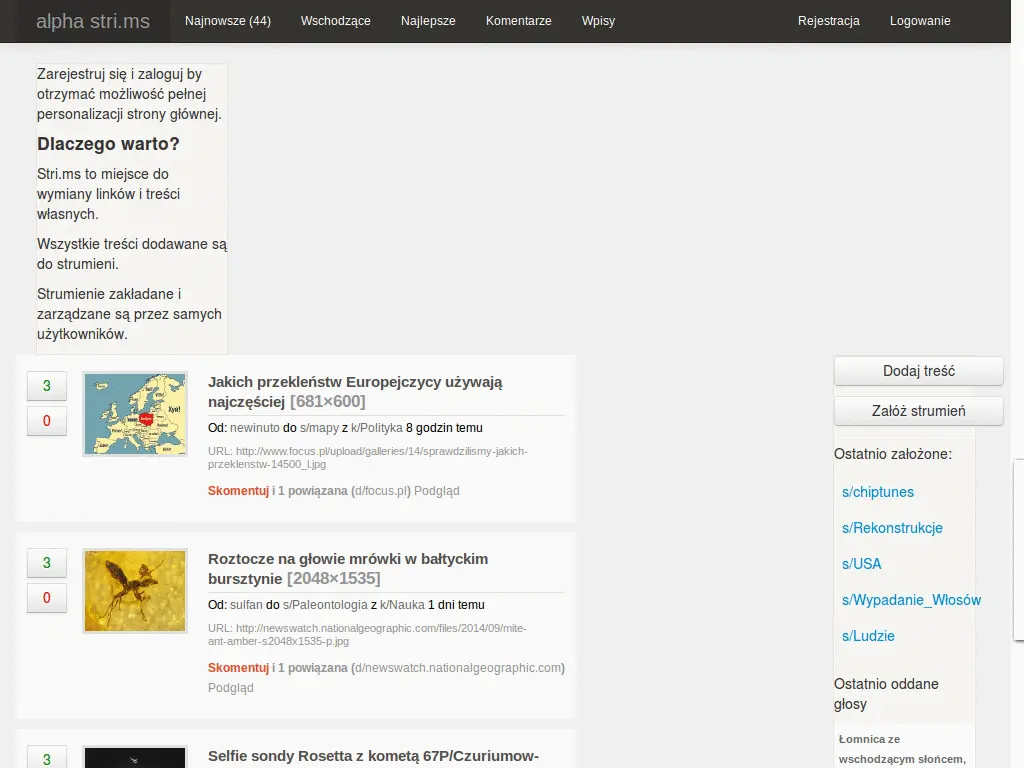 alpha stri.ms
Najnowsze (44)
Wschodzące
Najlepsze
Komentarze
Wpisy
Rejestracja
Logowanie
Zarejestruj się i zaloguj by
otrzymać możliwość pełnej
personalizacji strony głównej.
Dlaczego warto?
Stri.ms to miejsce do
wymiany linków i treści
własnych.
Wszystkie treści dodawane są
do strumieni.
Strumienie zakładane i
zarządzane są przez samych
użytkowników.
3
0
Jakich przekleństw Europejczycy używają
najczęściej [681×600]
Od: newinuto do s/mapy z k/Polityka 8 godzin temu
URL: http://www.focus.pl/upload/galleries/14/sprawdzilismy-jakich-
przeklenstw-14500_l.jpg
Skomentuj i 1 powiązana (d/focus.pl) Podgląd
3
0
Roztocze na głowie mrówki w bałtyckim
bursztynie [2048×1535]
Od: sulfan do s/Paleontologia z k/Nauka 1 dni temu
URL: http://newswatch.nationalgeographic.com/files/2014/09/mite-
ant-amber-s2048x1535-p.jpg
Skomentuj i 1 powiązana (d/newswatch.nationalgeographic.com)
Podgląd
3
Selfie sondy Rosetta z kometą 67P/Czuriumow-
Dodaj treść
Załóż strumień
Ostatnio założone:
s/chiptunes
s/Rekonstrukcje
s/USA
s/Wypadanie_Włosów
s/Ludzie
Ostatnio oddane
głosy
Łomnica ze
wschodzącym słońcem,